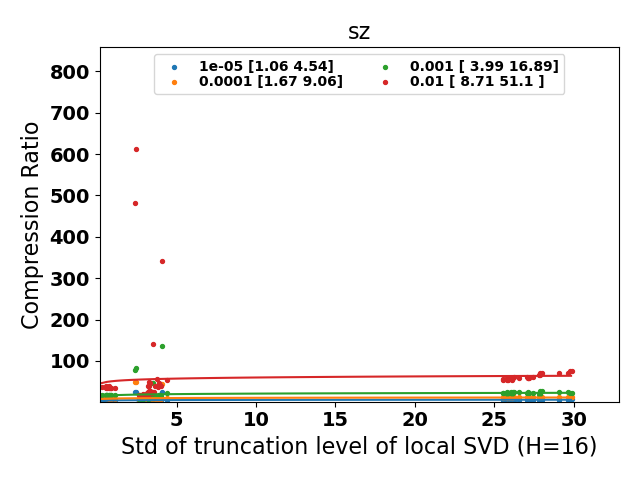 sz
1e-05 [1.06 4.54]
0.0001 [1.67 9.06]
0.001 [ 3.99 16.89]
0.01 [ 8.71 51.1 ]
Compression Ratio
800
700
600
500
400
300
200
100
5 10 15 20 25 30
Std of truncation level of local SVD (H=16)